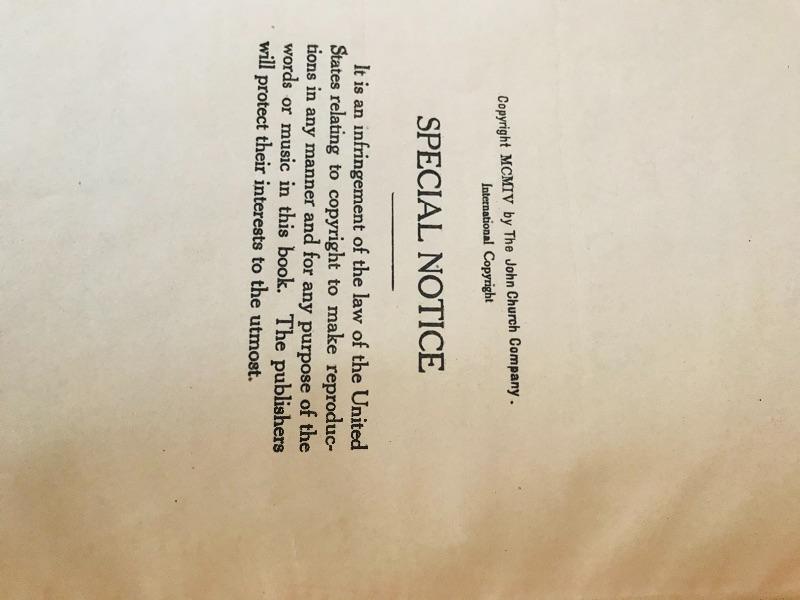 Copyright MCMIV by The John Church Company.
International Copyright
SPECIAL NOTICE
It is an infringement of the law of the United
States relating to copyright to make reproduc-
tions in any manner and for any purpose of the
words or music in this book. The publishers
will protect their interests to the utmost.